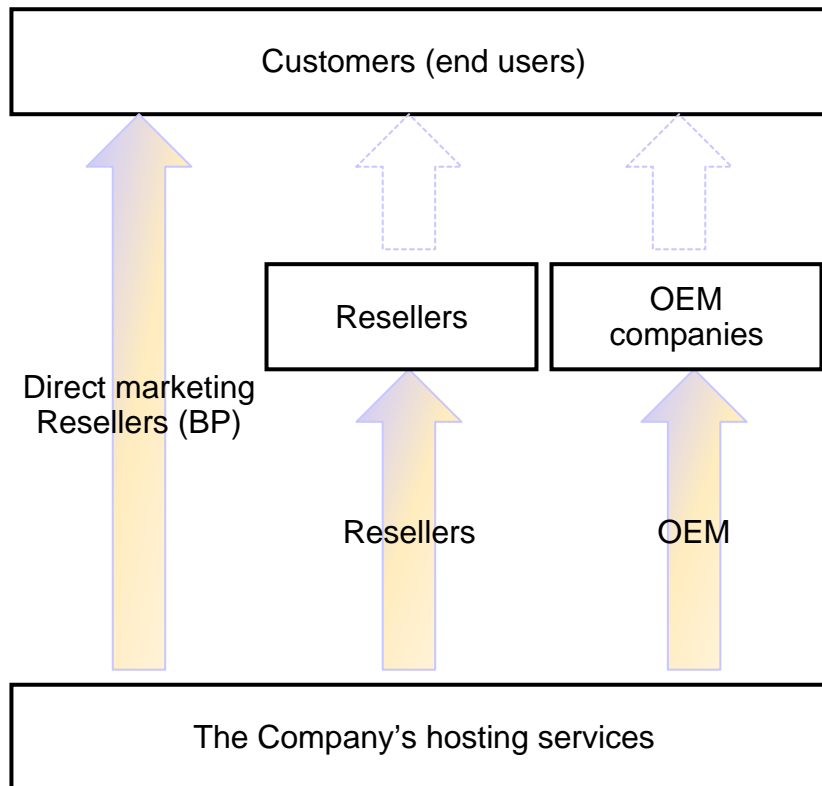 Customers (end users)
Resellers
OEM
companies
Direct marketing
Resellers (BP)
Resellers
OEM
The Company’s hosting services